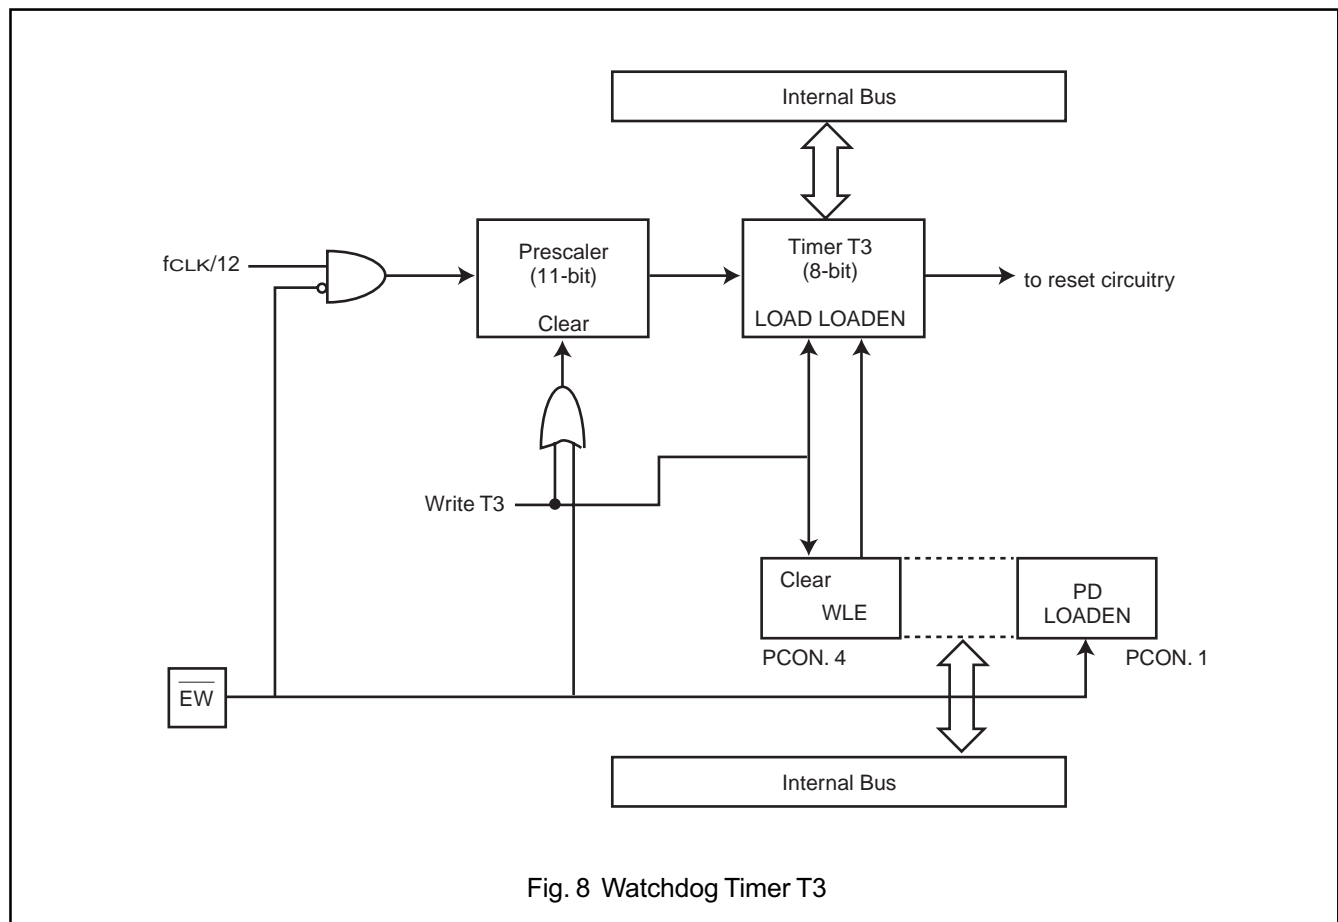 Internal Bus
fCLK/12
Prescaler
(11-bit)
Clear
Timer T3
(8-bit)
LOAD LOADEN
to reset circuitry
Write T3
Clear
WLE
PD
LOADEN
PCON. 4
PCON. 1
EW
Internal Bus
Fig. 8 Watchdog Timer T3